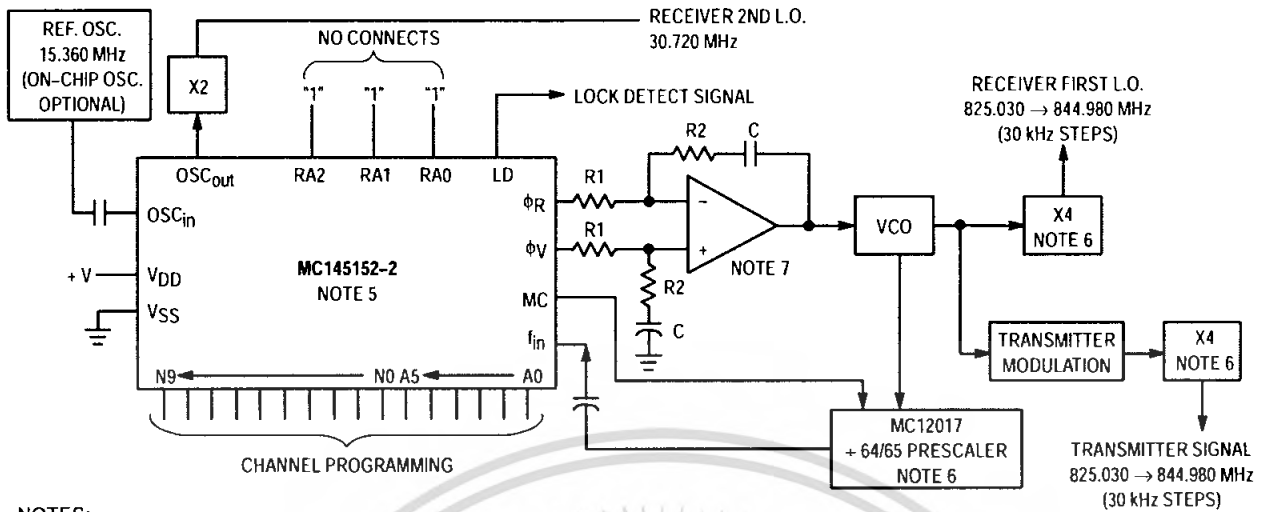 REF. OSC.
15.360 MHz
(ON-CHIP OSC.
OPTIONAL)
X2
RECEIVER 2ND L.O.
30.720 MHz
NO CONNECTS
"1" "1" "1"
LOCK DETECT SIGNAL
RECEIVER FIRST L.O.
825.030 → 844.980 MHz
(30 kHz STEPS)
OSCout RA2 RA1 RA0 LD
OSCin
+ V
VDD
VSS
MC145152-2
NOTE 5
ϕR
ϕV
MC
fin
R1
R1
R2
C
−
+
NOTE 7
R2
C
VCO
X4
NOTE 6
TRANSMITTER
MODULATION
X4
NOTE 6
N9 N0 A5 A0
CHANNEL PROGRAMMING
MC12017
+ 64/65 PRESCALER
NOTE 6
TRANSMITTER SIGNAL
825.030 → 844.980 MHz
(30 kHz STEPS)
NOTES: